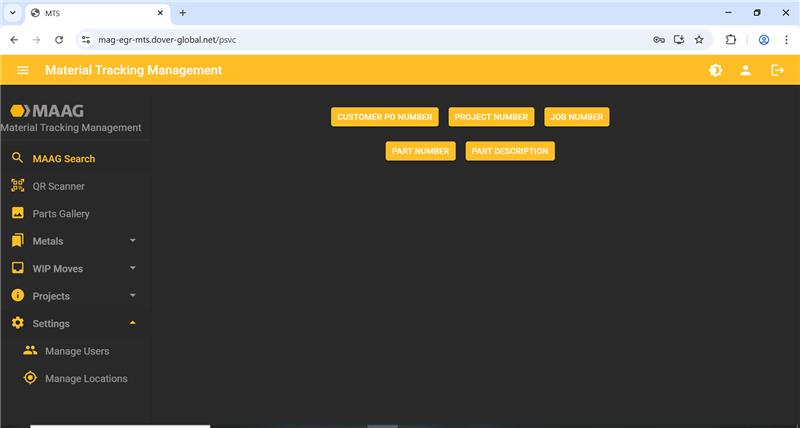 MTS
mag-egr-mts.dover-global.net/psvc
Material Tracking Management
MAAG
Material Tracking Management
MAAG Search
QR Scanner
Parts Gallery
Metals
WIP Moves
Projects
Settings
Manage Users
Manage Locations
CUSTOMER PO NUMBER PROJECT NUMBER JOB NUMBER
PART NUMBER PART DESCRIPTION